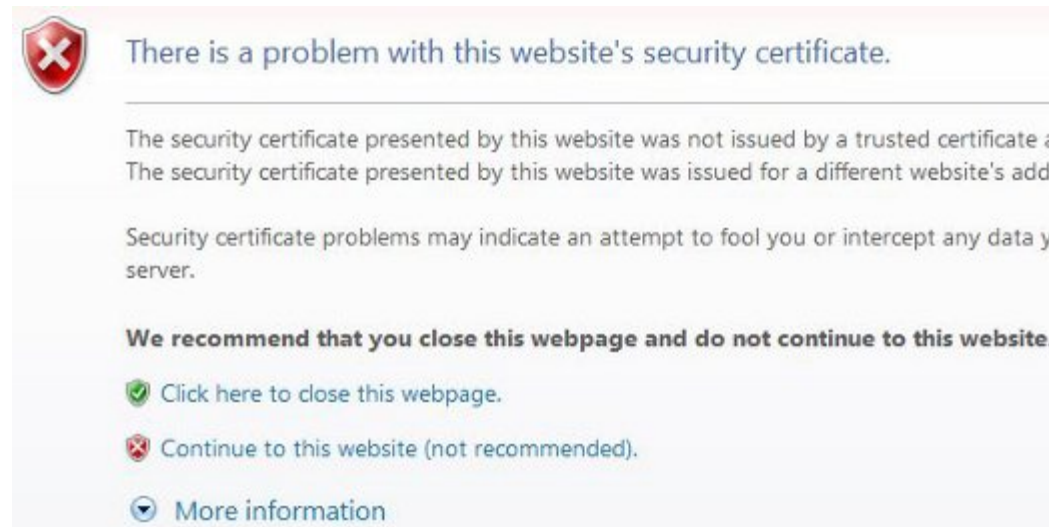 There is a problem with this website's security certificate.
The security certificate presented by this website was not issued by a trusted certificate
The security certificate presented by this website was issued for a different website's
Security certificate problems may indicate an attempt to fool you or intercept any data
server.
We recommend that you close this webpage and do not continue to this website.
Click here to close this webpage.
Continue to this website (not recommended).
More information